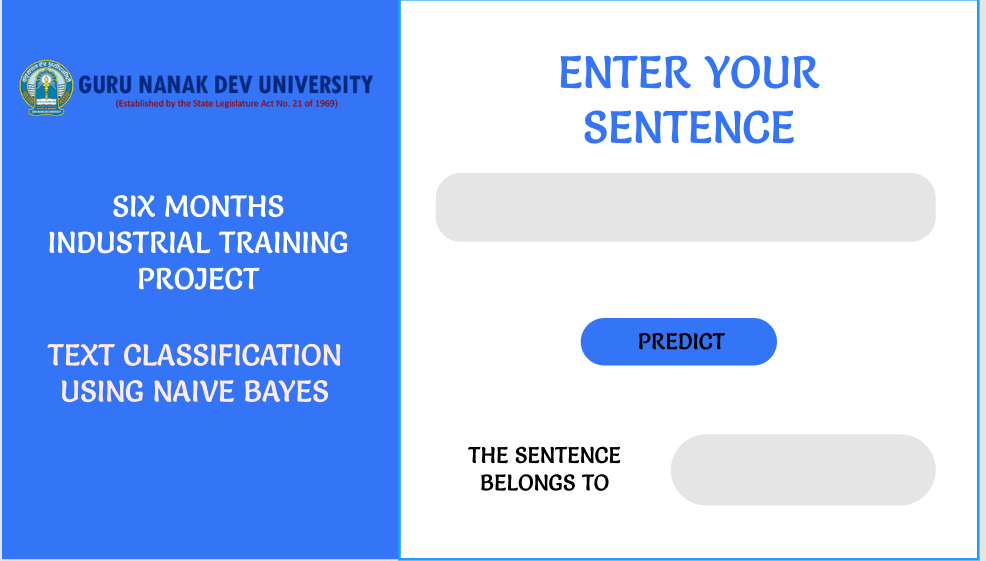 GURU NANAK DEV UNIVERSITY
(Established by the State Legislature Act No. 21 of 1969)
SIX MONTHS
INDUSTRIAL TRAINING
PROJECT
TEXT CLASSIFICATION
USING NAIVE BAYES
ENTER YOUR
SENTENCE
PREDICT
THE SENTENCE
BELONGS TO